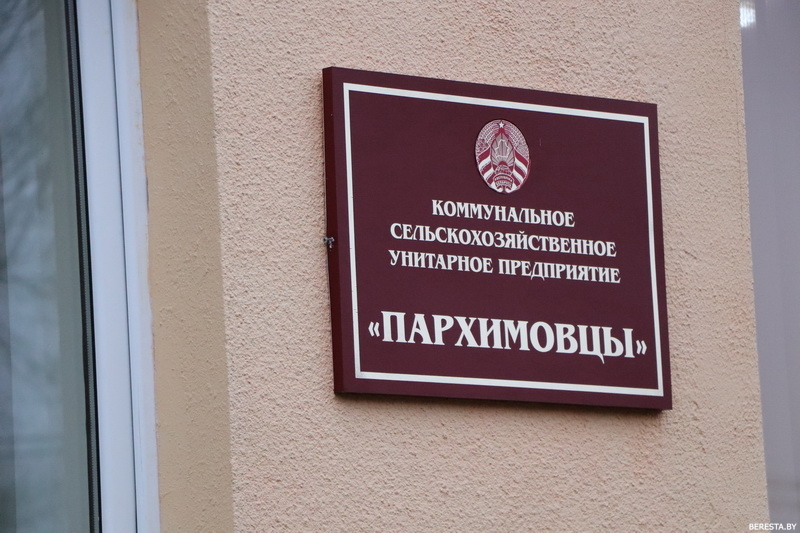 КОММУНАЛЬНОЕ
СЕЛЬСКОХОЗЯЙСТВЕННОЕ
УНИТАРНОЕ ПРЕДПРИЯТИЕ
«ПАРХИМОВЦЫ»
BERESTA.BY